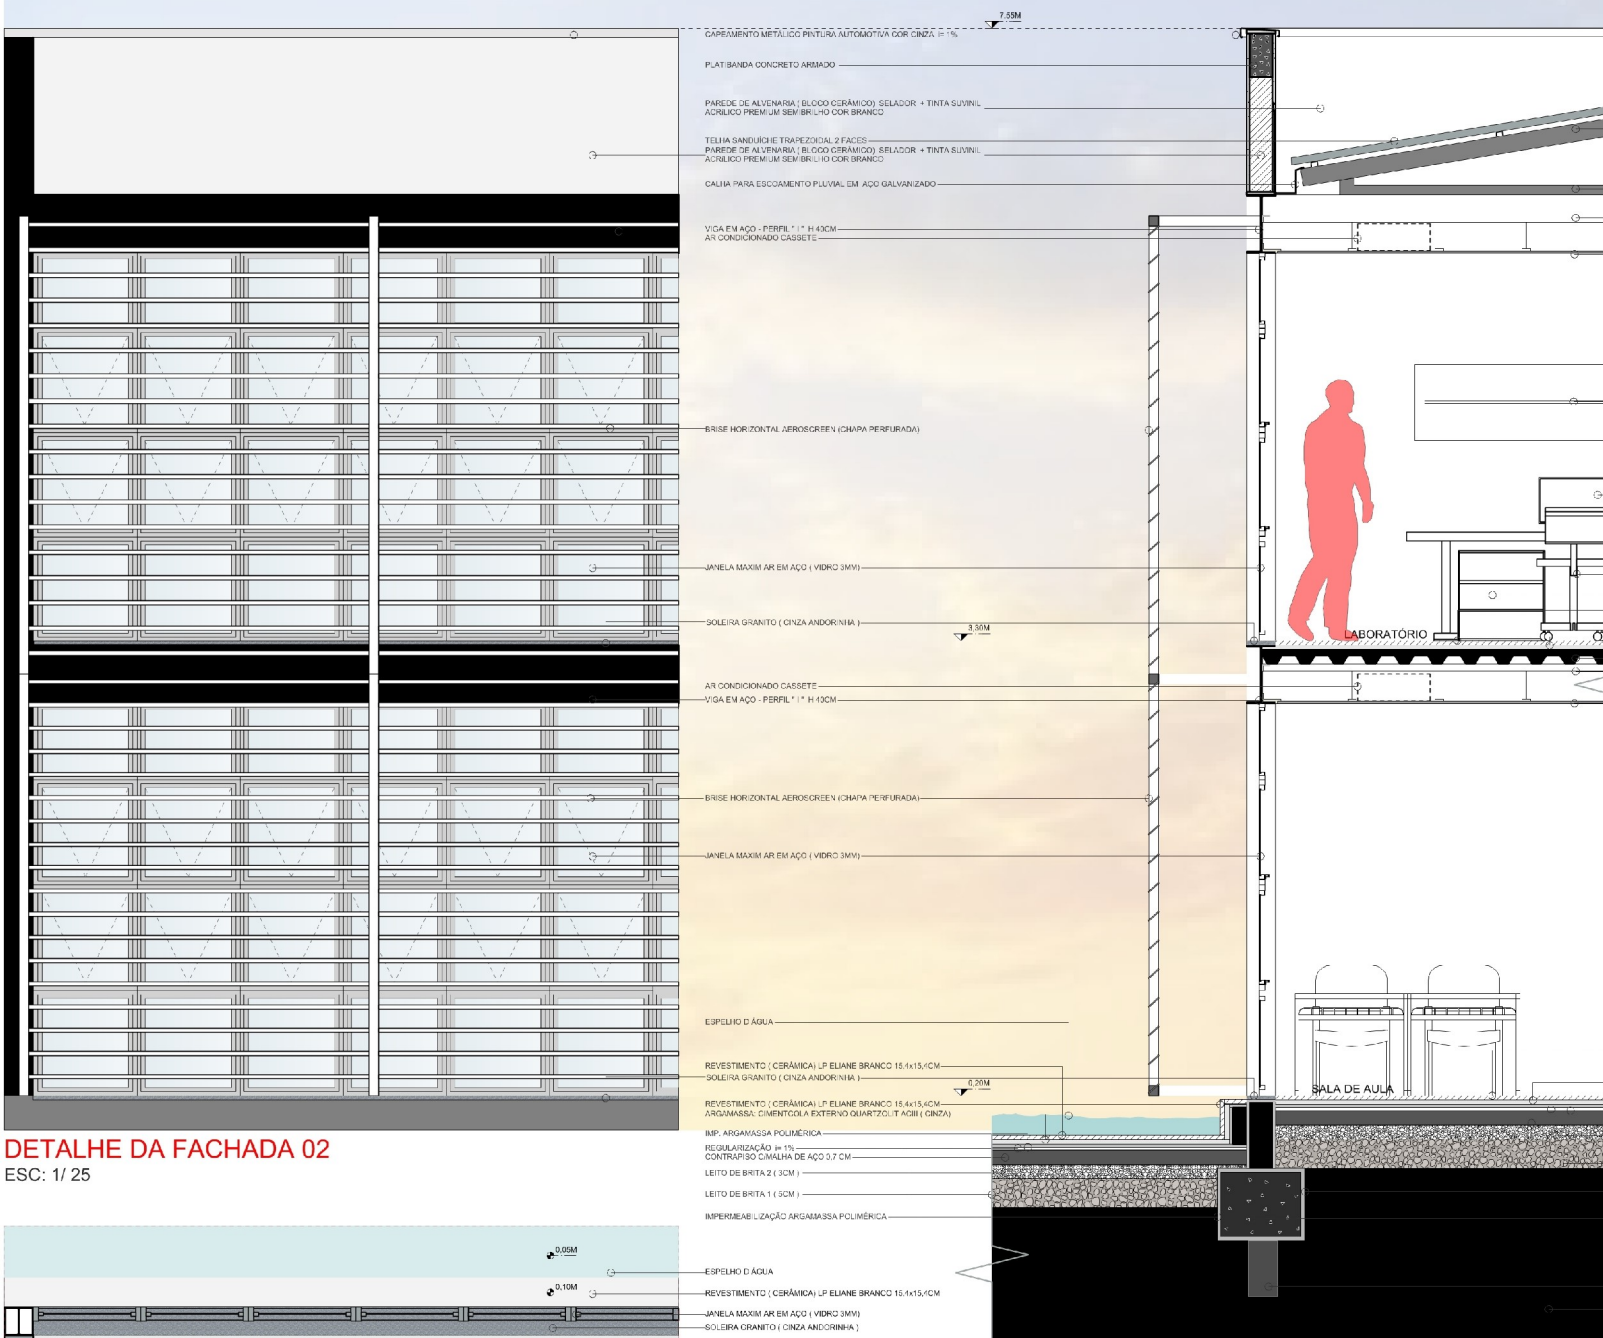 7,55M
CAPEAMENTO METÁLICO PINTURA AUTOMOTIVA COR CINZA i= 1%
PLATIBANDA CONCRETO ARMADO
PAREDE DE ALVENARIA ( BLOCO CERÂMICO) SELADOR + TINTA SUVINIL
ACRILICO PREMIUM SEMIBRILHO COR BRANCO
TELHA SANDUÍCHE TRAPEZOIDAL 2 FACES
PAREDE DE ALVENARIA ( BLOCO CERÂMICO) SELADOR + TINTA SUVINIL
ACRILICO PREMIUM SEMIBRILHO COR BRANCO
CALHA PARA ESCOAMENTO PLUVIAL EM AÇO GALVANIZADO
VIGA EM AÇO - PERFIL " I " H 40CM
AR CONDICIONADO CASSETE
BRISE HORIZONTAL AEROSCREEN (CHAPA PERFURADA)
JANELA MAXIM AR EM AÇO ( VIDRO 3MM)
SOLEIRA GRANITO ( CINZA ANDORINHA )
3,30M
LABORATÓRIO
AR CONDICIONADO CASSETE
VIGA EM AÇO - PERFIL " I " H 40CM
BRISE HORIZONTAL AEROSCREEN (CHAPA PERFURADA)
JANELA MAXIM AR EM AÇO ( VIDRO 3MM)
ESPELHO D ÁGUA
REVESTIMENTO ( CERÂMICA) LP ELIANE BRANCO 15,4x15,4CM
SOLEIRA GRANITO ( CINZA ANDORINHA )
0,20M
SALA DE AULA
REVESTIMENTO ( CERÂMICA) LP ELIANE BRANCO 15,4x15,4CM
ARGAMASSA: CIMENTCOLA EXTERNO QUARTZOLIT ACIII ( CINZA)
IMP. ARGAMASSA POLIMÉRICA
REGULARIZAÇÃO i= 1%
CONTRAPISO C/MALHA DE AÇO 0.7 CM
LEITO DE BRITA 2 ( 3CM )
LEITO DE BRITA 1 ( 5CM )
IMPERMEABILIZAÇÃO ARGAMASSA POLIMÉRICA
DETALHE DA FACHADA 02
ESC: 1/ 25
0,05M
ESPELHO D ÁGUA
0,10M
REVESTIMENTO ( CERÂMICA) LP ELIANE BRANCO 15,4x15,4CM
JANELA MAXIM AR EM AÇO ( VIDRO 3MM)
SOLEIRA GRANITO ( CINZA ANDORINHA )